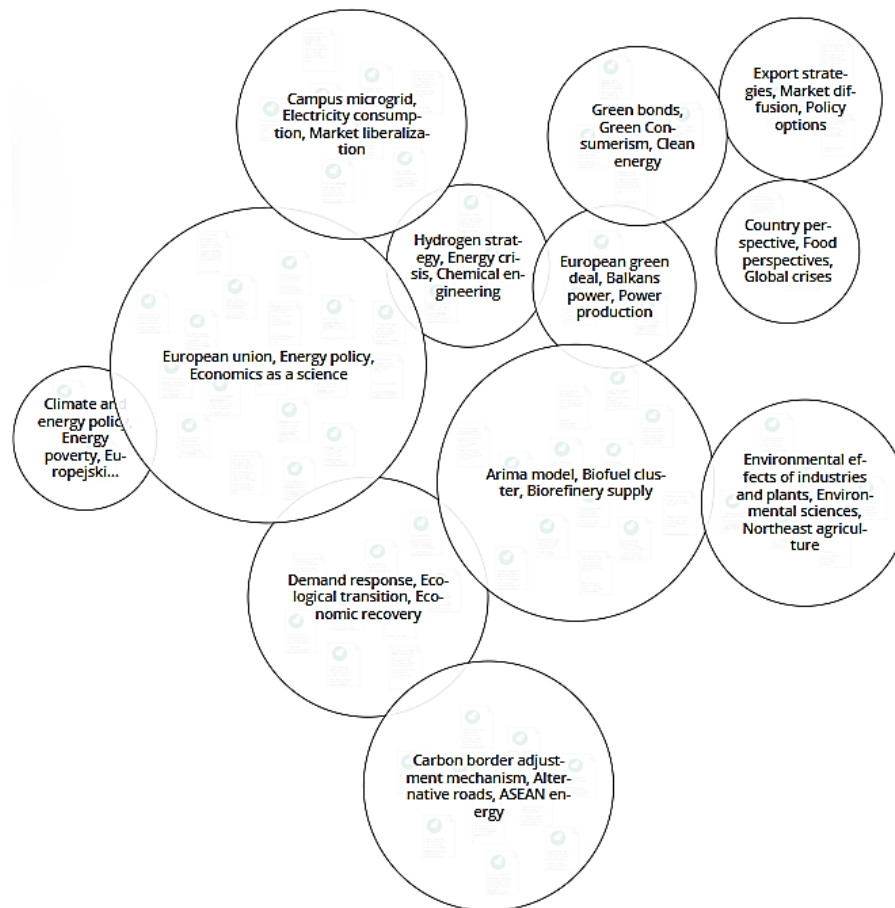 Campus microgrid,
Electricity consump-
tion, Market liberaliza-
tion
Green bonds,
Green Con-
sumerism, Clean
energy
Export strate-
gies, Market dif-
fusion, Policy
options
Hydrogen strat-
egy, Energy cri-
sis, Chemical en-
gineering
European green
deal, Balkans
power, Power
production
Country per-
spective, Food
perspectives,
Global crises
European union, Energy policy,
Economics as a science
Climate and
energy policy,
Energy
poverty, Eu-
ropejski...
Arima model, Biofuel clus-
ter, Biorefinery supply
Environmental ef-
fects of industries
and plants, Environ-
mental sciences,
Northeast agricul-
ture
Demand response, Eco-
logical transition, Eco-
nomic recovery
Carbon border adjust-
ment mechanism, Alter-
native roads, ASEAN en-
ergy